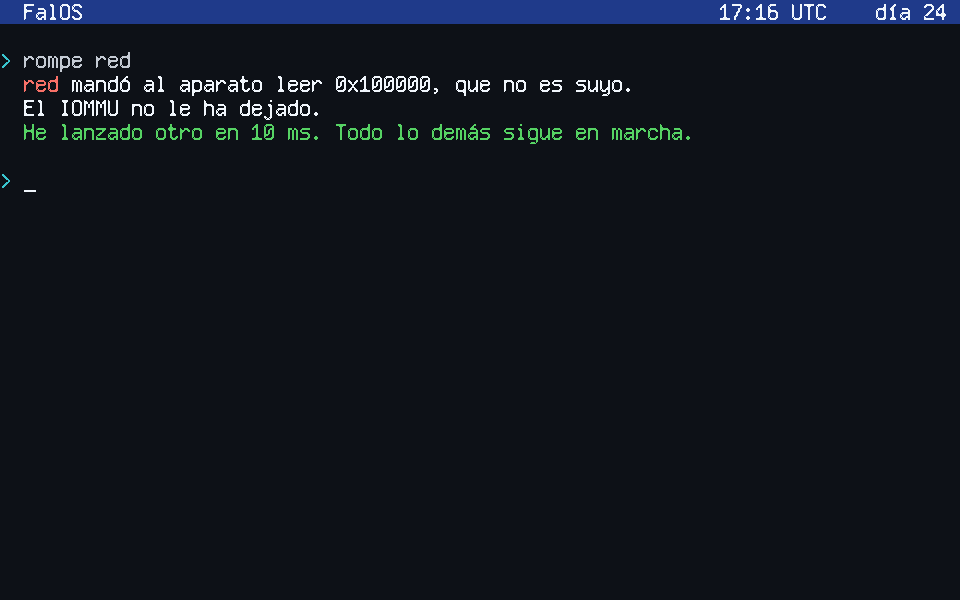 FalOS 17:16 UTC día 24
> rompe red
red mandó al aparato leer 0x100000, que no es suyo.
El IOMMU no le ha dejado.
He lanzado otro en 10 ms. Todo lo demás sigue en marcha.
> _